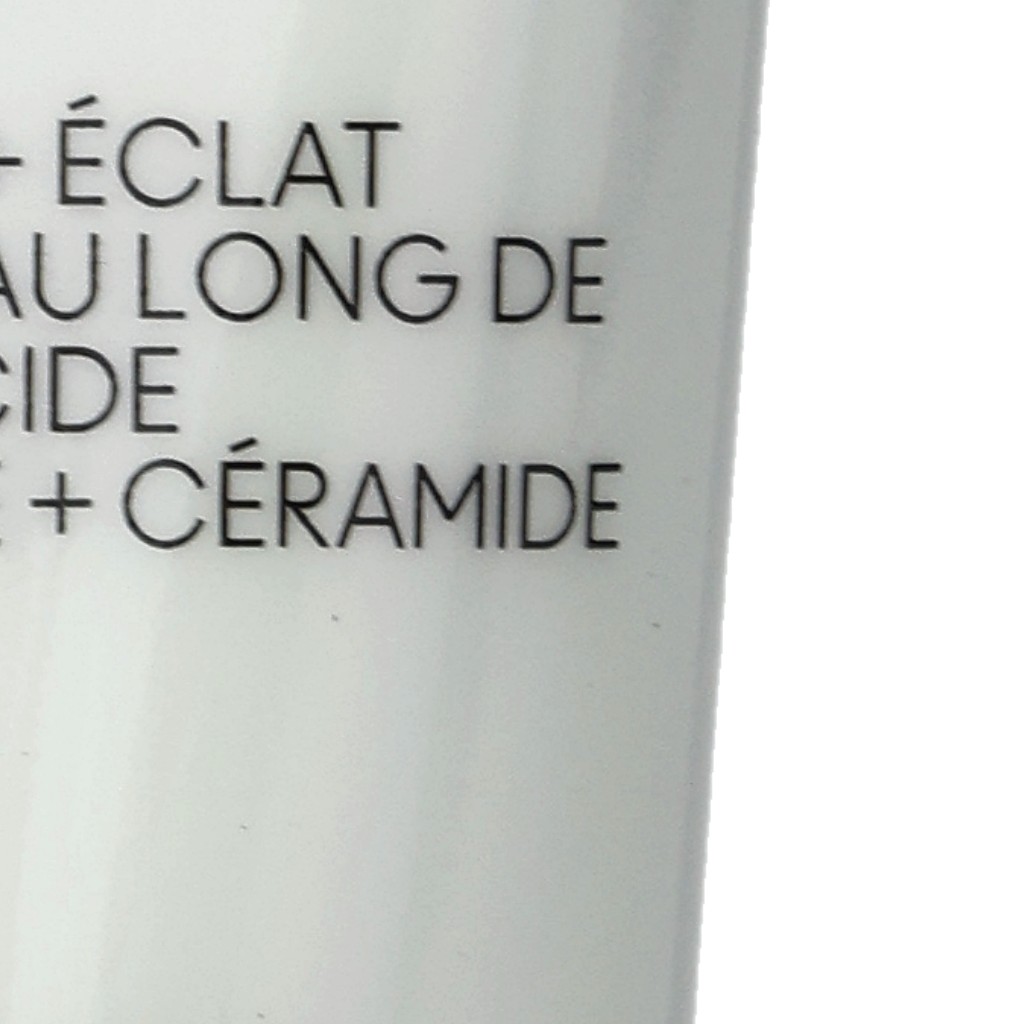 + ÉCLAT
AU LONG DE
CIDE
+ CÉRAMIDE